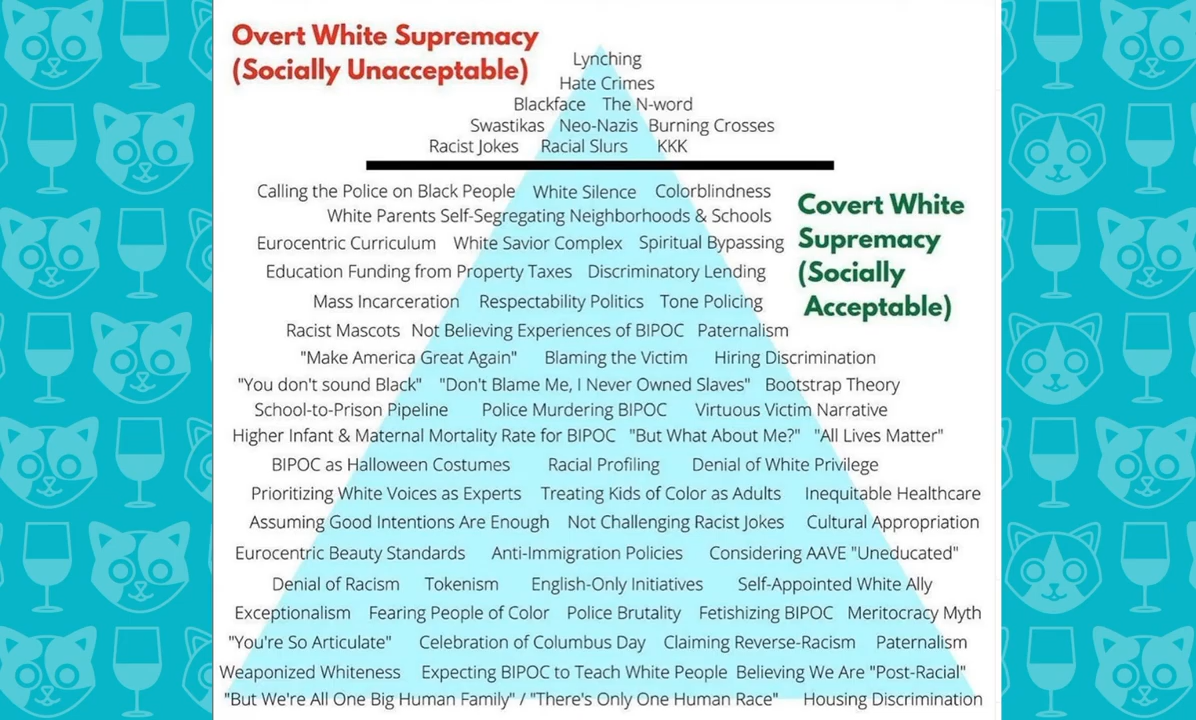 Overt White Supremacy
(Socially Unacceptable)
Lynching
Hate Crimes
Blackface The N-word
Swastikas Neo-Nazis Burning Crosses
Racist Jokes Racial Slurs KKK
Calling the Police on Black People White Silence Colorblindness
White Parents Self-Segregating Neighborhoods & Schools
Covert White
Supremacy
(Socially
Acceptable)
Eurocentric Curriculum White Savior Complex Spiritual Bypassing
Education Funding from Property Taxes Discriminatory Lending
Mass Incarceration Respectability Politics Tone Policing
Racist Mascots Not Believing Experiences of BIPOC Paternalism
"Make America Great Again" Blaming the Victim Hiring Discrimination
"You don't sound Black" "Don't Blame Me, I Never Owned Slaves" Bootstrap Theory
School-to-Prison Pipeline Police Murdering BIPOC Virtuous Victim Narrative
Higher Infant & Maternal Mortality Rate for BIPOC "But What About Me?" "All Lives Matter"
BIPOC as Halloween Costumes Racial Profiling Denial of White Privilege
Prioritizing White Voices as Experts Treating Kids of Color as Adults Inequitable Healthcare
Assuming Good Intentions Are Enough Not Challenging Racist Jokes Cultural Appropriation
Eurocentric Beauty Standards Anti-Immigration Policies Considering AAVE "Uneducated"
Denial of Racism Tokenism English-Only Initiatives Self-Appointed White Ally
Exceptionalism Fearing People of Color Police Brutality Fetishizing BIPOC Meritocracy Myth
"You're So Articulate" Celebration of Columbus Day Claiming Reverse-Racism Paternalism
Weaponized Whiteness Expecting BIPOC to Teach White People Believing We Are "Post-Racial"
"But We're All One Big Human Family" / "There's Only One Human Race" Housing Discrimination